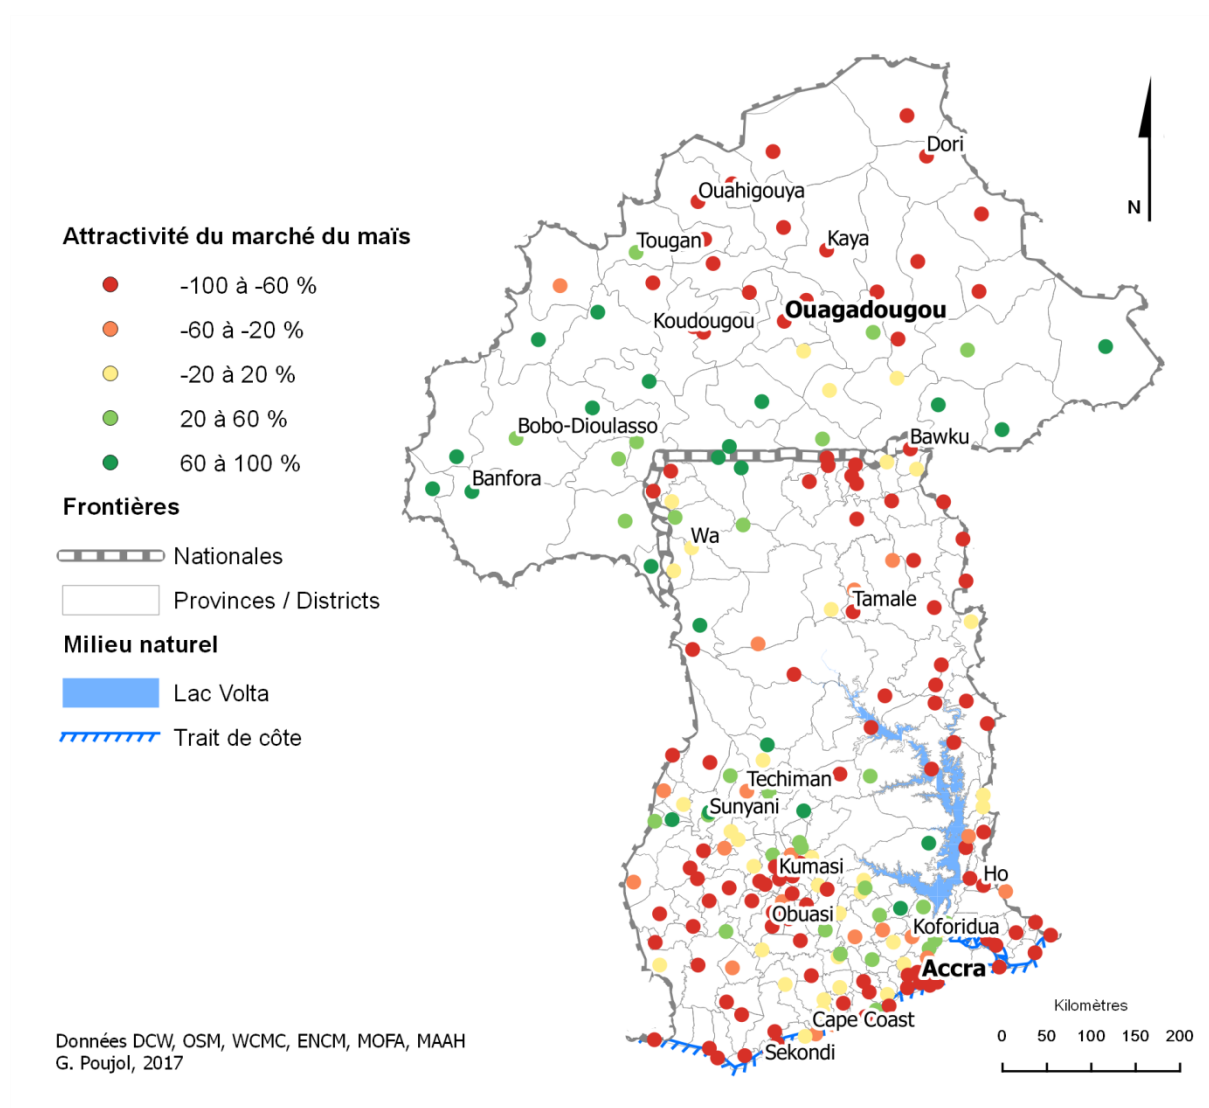 Dori
Ouahigouya
N
Attractivité du marché du maïs
Tougan
Kaya
-100 à -60 %
Ouagadougou
-60 à -20 %
Koudougou
-20 à 20 %
20 à 60 %
Bobo-Dioulasso
Bawku
60 à 100 %
Banfora
Frontières
Wa
Nationales
Provinces / Districts
Tamale
Milieu naturel
Lac Volta
Trait de côte
Techiman
Sunyani
Kumasi
Ho
Obuasi
Koforidua
Accra
Kilomètres
Cape Coast
0 50 100 150 200
Données DCW, OSM, WCMC, ENCM, MOFA, MAAH
Sekondi
G. Poujol, 2017